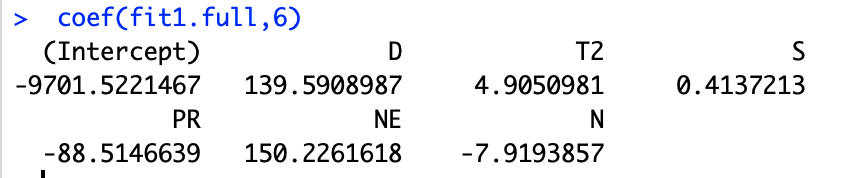 > coef(fit1.full,6)
(Intercept) D T2 S
-9701.5221467 139.5908987 4.9050981 0.4137213
PR NE N
-88.5146639 150.2261618 -7.9193857